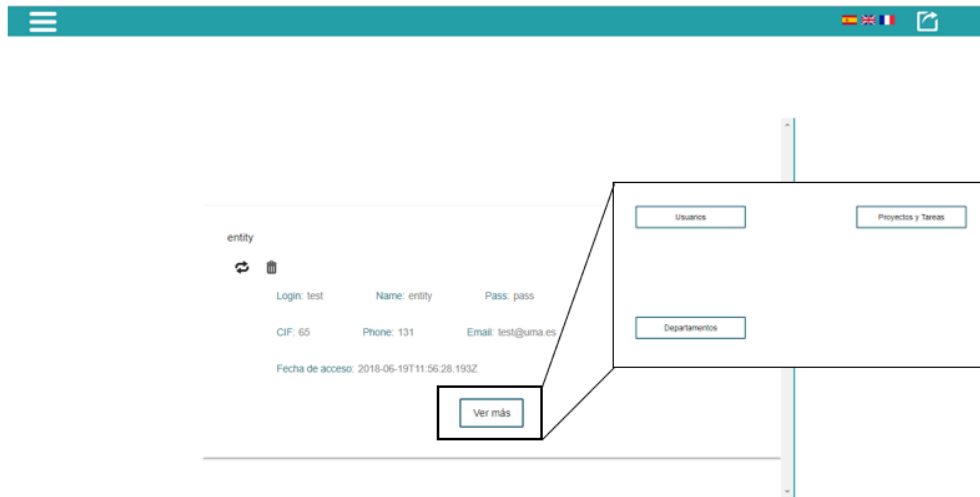 Usuarios Proyectos y Tareas
entity
Login: test Name: entity Pass: pass
Departamentos
CIF: 65 Phone: 131 Email: test@uma.es
Fecha de acceso: 2018-06-19T11:56:28.193Z
Ver más